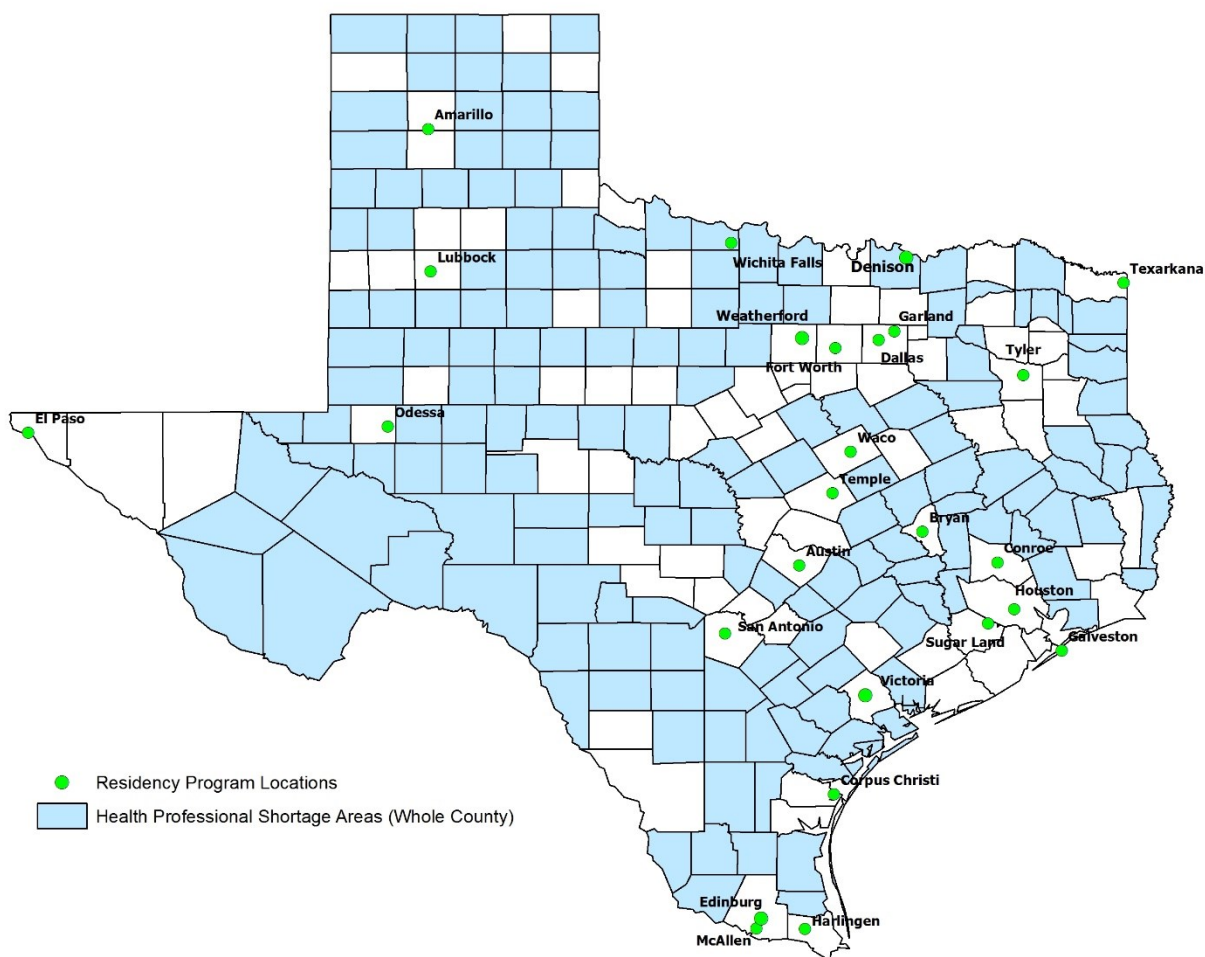 Amarillo
Lubbock
Wichita Falls
Denison
Texarkana
Weatherford
Garland
Fort Worth
Dallas
Tyler
El Paso
Odessa
Waco
Temple
Bryan
Austin
Conroe
Houston
San Antonio
Sugar Land
Galveston
Victoria
Residency Program Locations
Corpus Christi
Health Professional Shortage Areas (Whole County)
Edinburg
Harlingen
McAllen